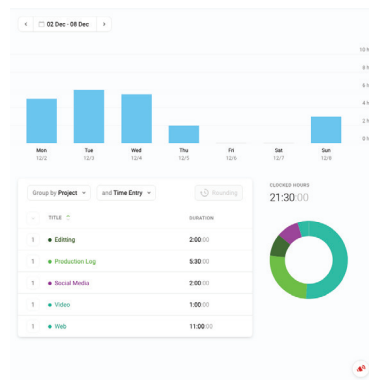 02 Dec - 08 Dec
10 h
8 h
6 h
4 h
2 h
0 h
Mon Tue Wed Thu Fri Sat Sun
12/2 12/3 12/4 12/5 12/6 12/7 12/8
Group by Project and Time Entry Rounding
CLOCKED HOURS
21:30:00
TITLE DURATION
1 Editting 2:00:00
1 Production Log 5:30:00
1 Social Media 2:00:00
1 Video 1:00:00
1 Web 11:00:00